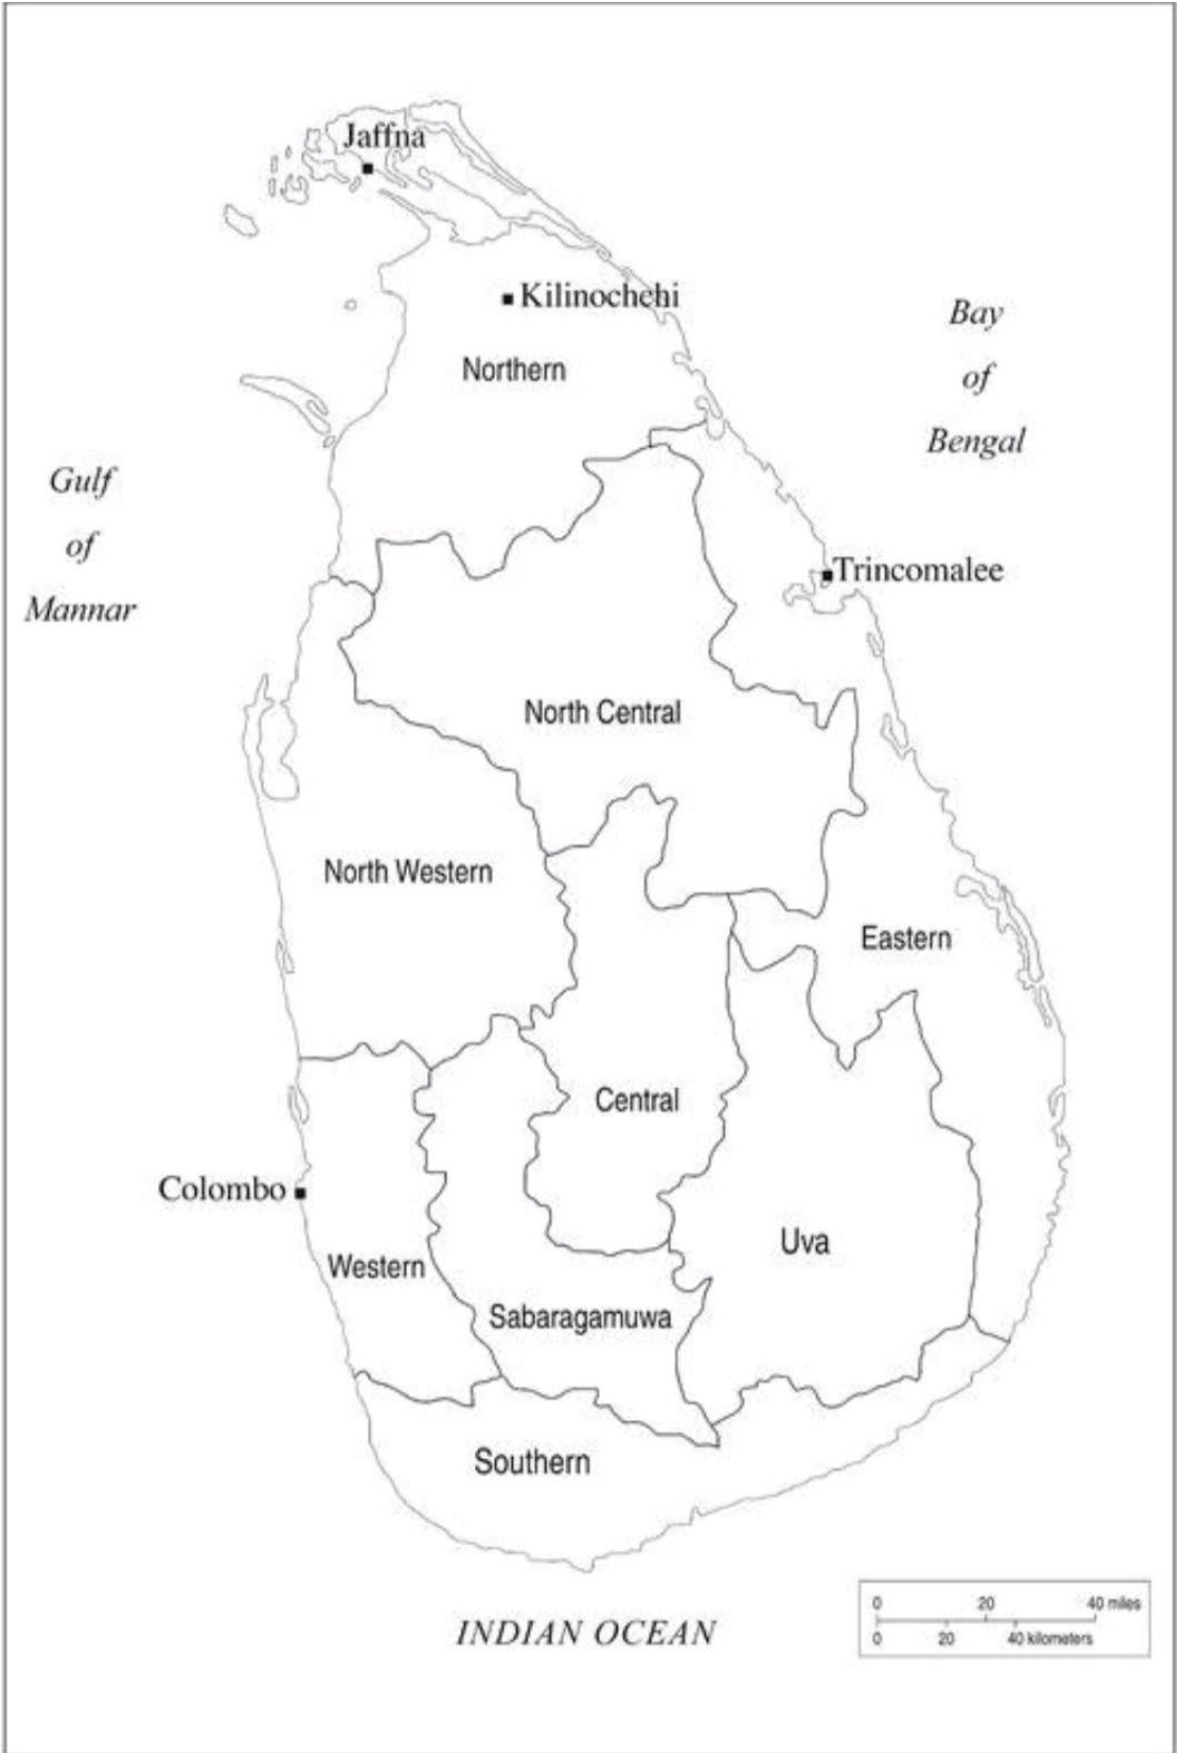 Jaffna
Kilinochehi
Bay
of
Bengal
Northern
Gulf
of
Mannar
Trincomalee
North Central
North Western
Eastern
Central
Colombo
Uva
Western
Sabaragamuwa
Southern
0 20 40 miles
0 20 40 kilometers
INDIAN OCEAN